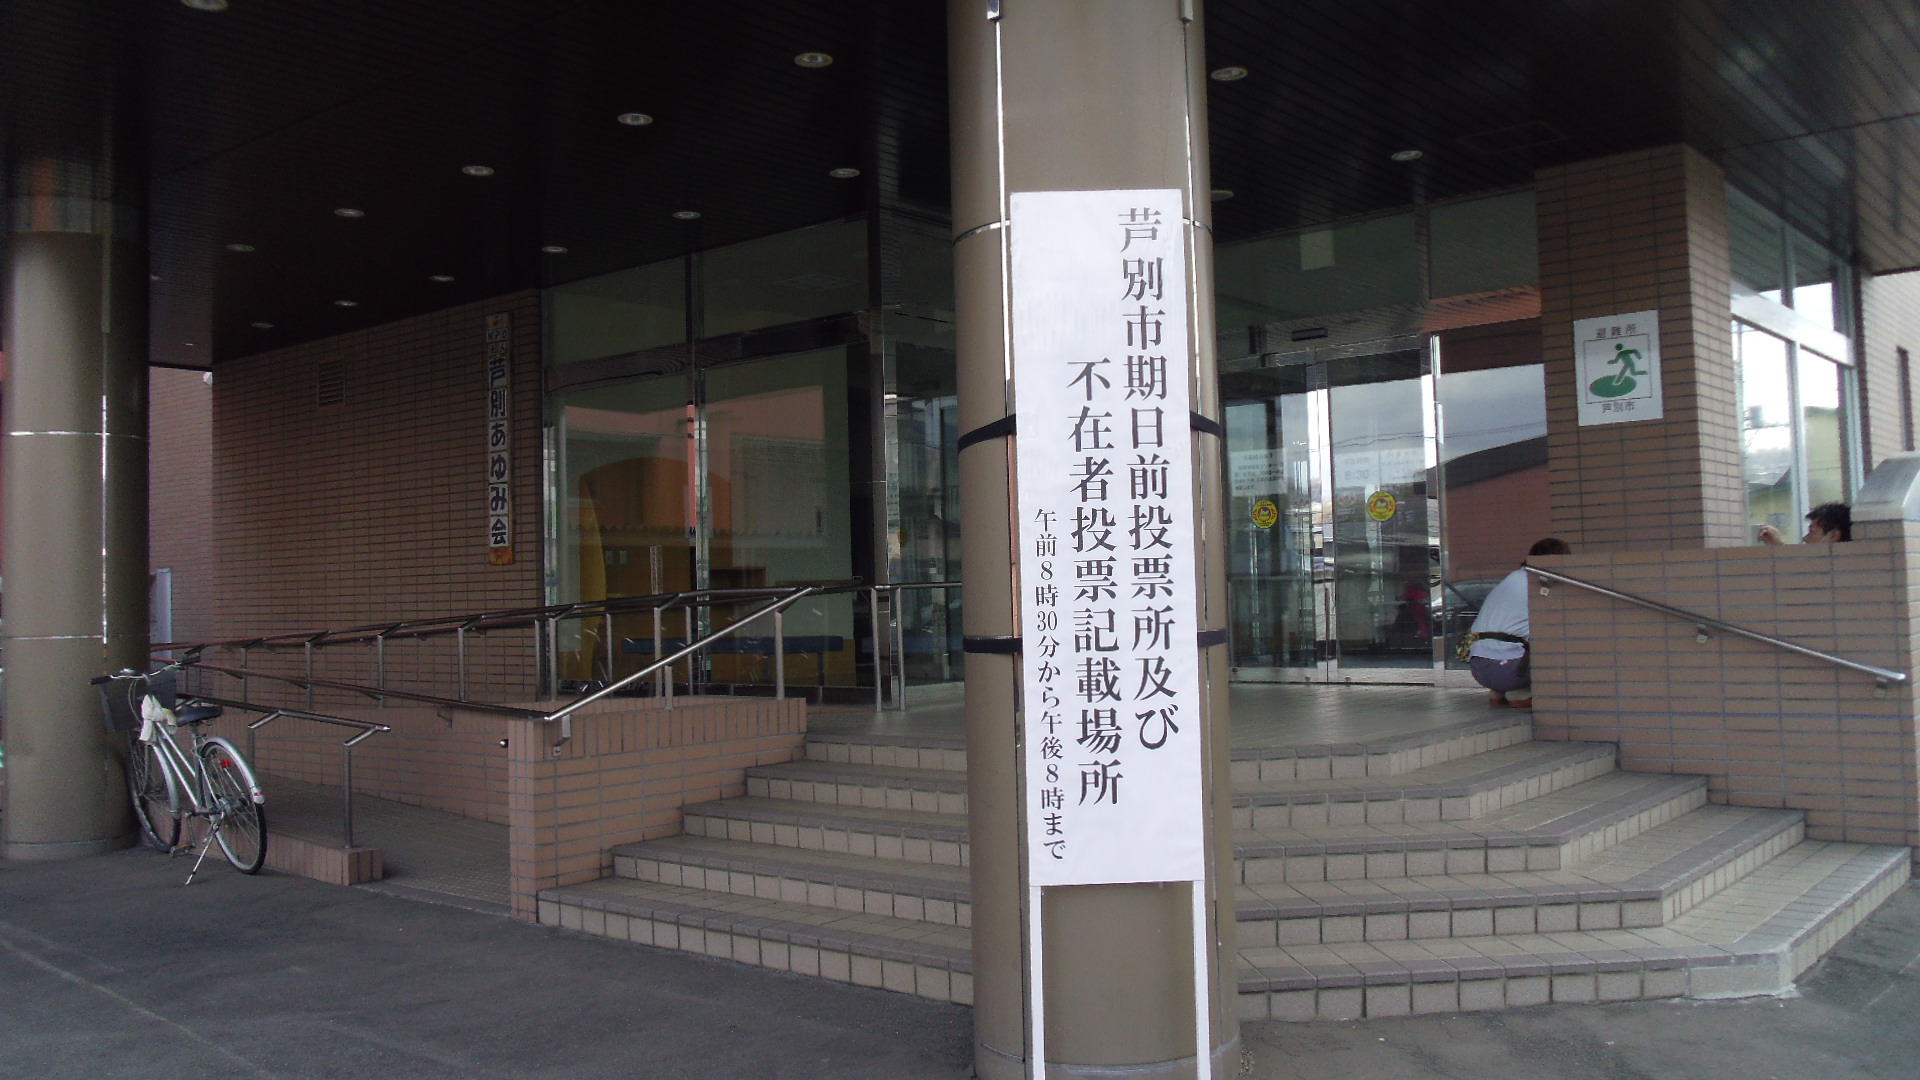 芦別市期日前投票所及び
不在者投票記載場所
午前8時30分から午後8時まで
芦別あゆみ会
避難所
芦別市